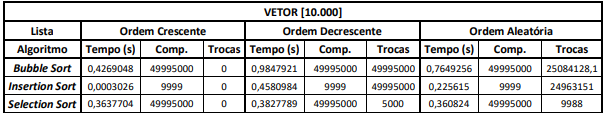 VETOR [10.000]
Lista Ordem Crescente Ordem Decrescente Ordem Aleatória
Algoritmo Tempo (s) Comp. Trocas Tempo (s) Comp. Trocas Tempo (s) Comp. Trocas
Bubble Sort 0,4269048 49995000 0 0,9847921 49995000 49995000 0,7649256 49995000 25084128,1
Insertion Sort 0,0003026 9999 0 0,4580984 9999 49995000 0,225615 9999 24963151
Selection Sort 0,3637704 49995000 0 0,3827789 49995000 5000 0,360824 49995000 9988